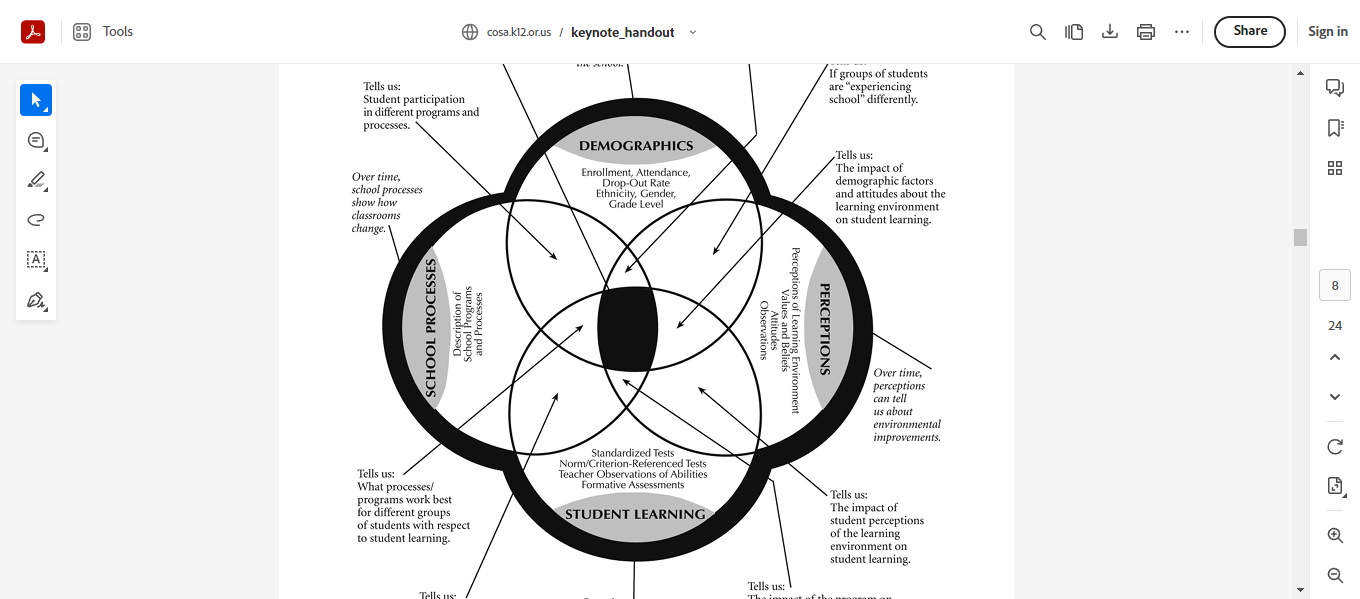 Tools
cosa.k12.or.us / keynote_handout
Share
Sign in
the school.
Tells us:
Student participation
in different programs and
processes.
If groups of students
are “experiencing
school” differently.
DEMOGRAPHICS
Enrollment, Attendance,
Drop-Out Rate
Ethnicity, Gender,
Grade Level
Tells us:
The impact of
demographic factors
and attitudes about the
learning environment
on student learning.
Over time,
school processes
show how
classrooms
change.
SCHOOL PROCESSES
Description of
School Programs
and Processes
PERCEPTIONS
Perceptions of Learning Environment
Values and Beliefs
Attitudes
Observations
Over time,
perceptions
can tell
us about
environmental
improvements.
Standardized Tests
Norm/Criterion-Referenced Tests
Teacher Observations of Abilities
Formative Assessments
STUDENT LEARNING
Tells us:
What processes/
programs work best
for different groups
of students with respect
to student learning.
Tells us:
The impact of
student perceptions
of the learning
environment on
student learning.
Tells us:
Tells us:
The impact of the program on
8
24
A